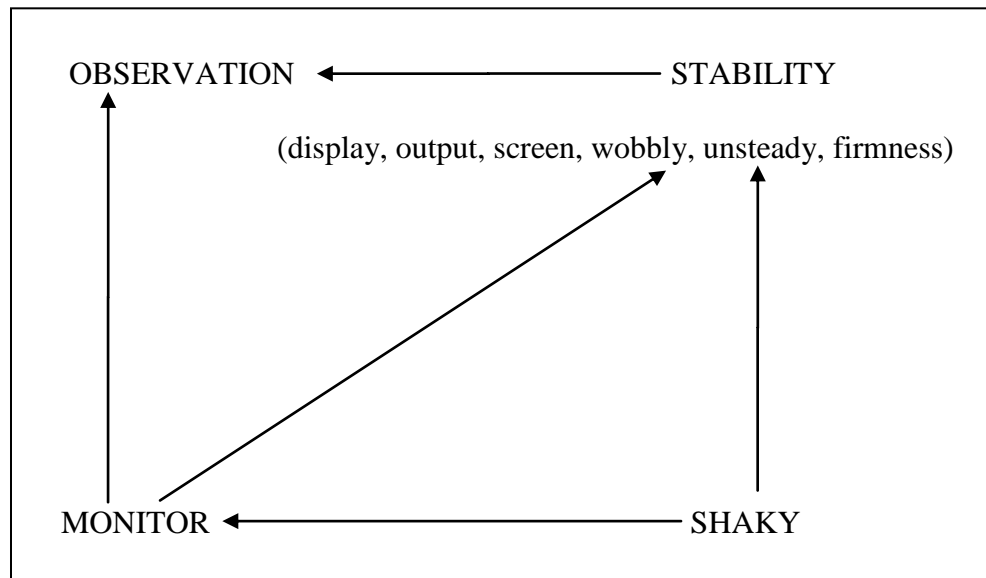 OBSERVATION STABILITY
(display, output, screen, wobbly, unsteady, firmness)
MONITOR SHAKY